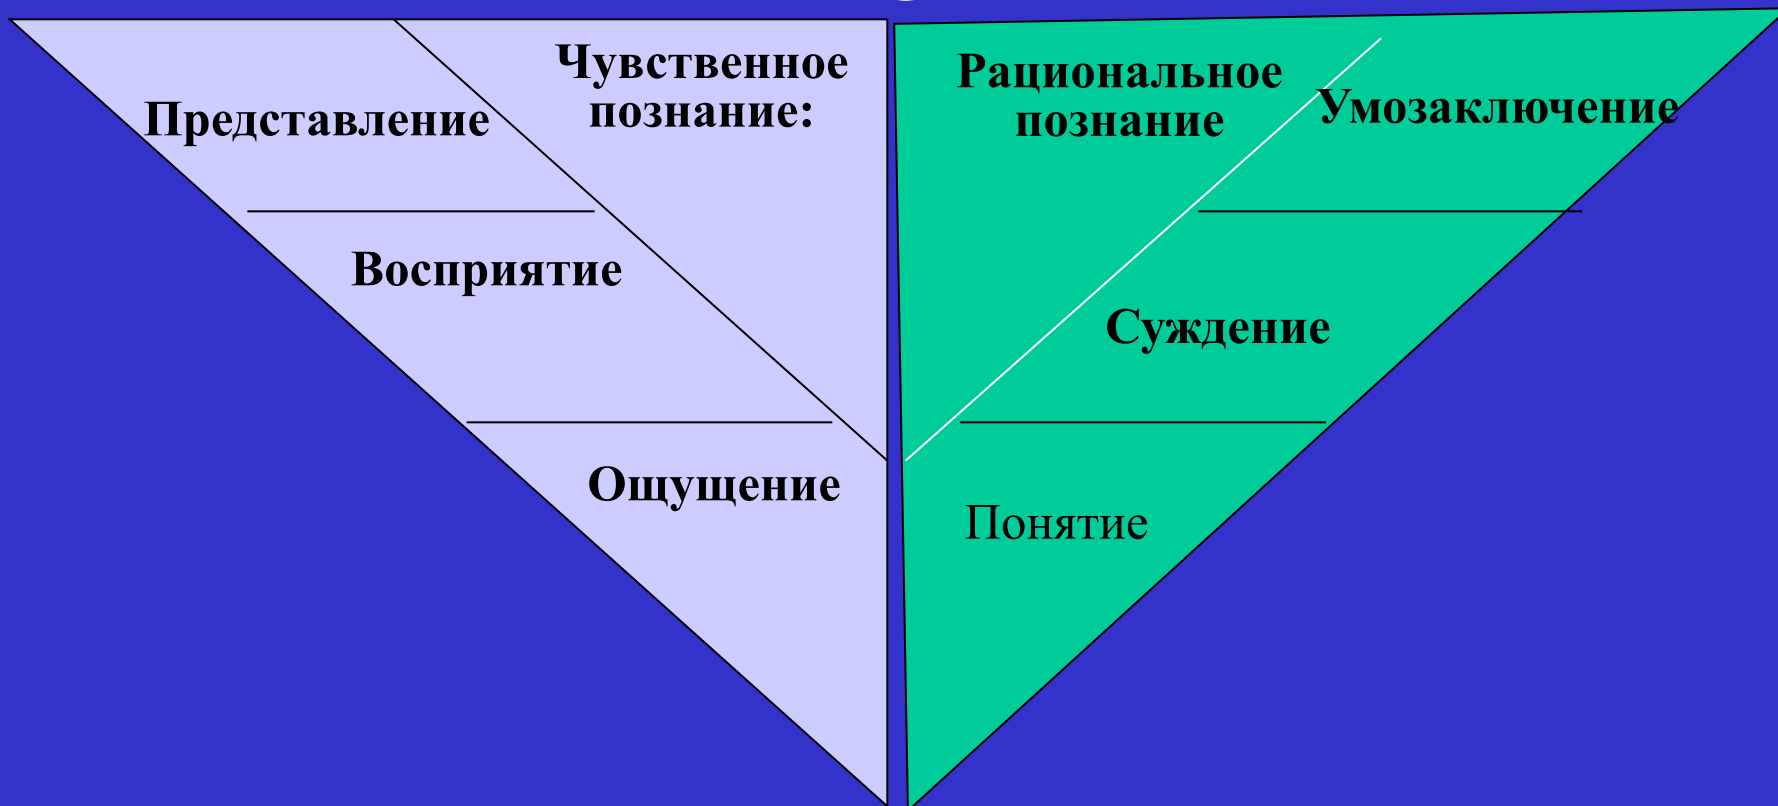 Чувственное
познание:
Представление
Восприятие
Ощущение
Рациональное
познание
Умозаключение
Суждение
Понятие